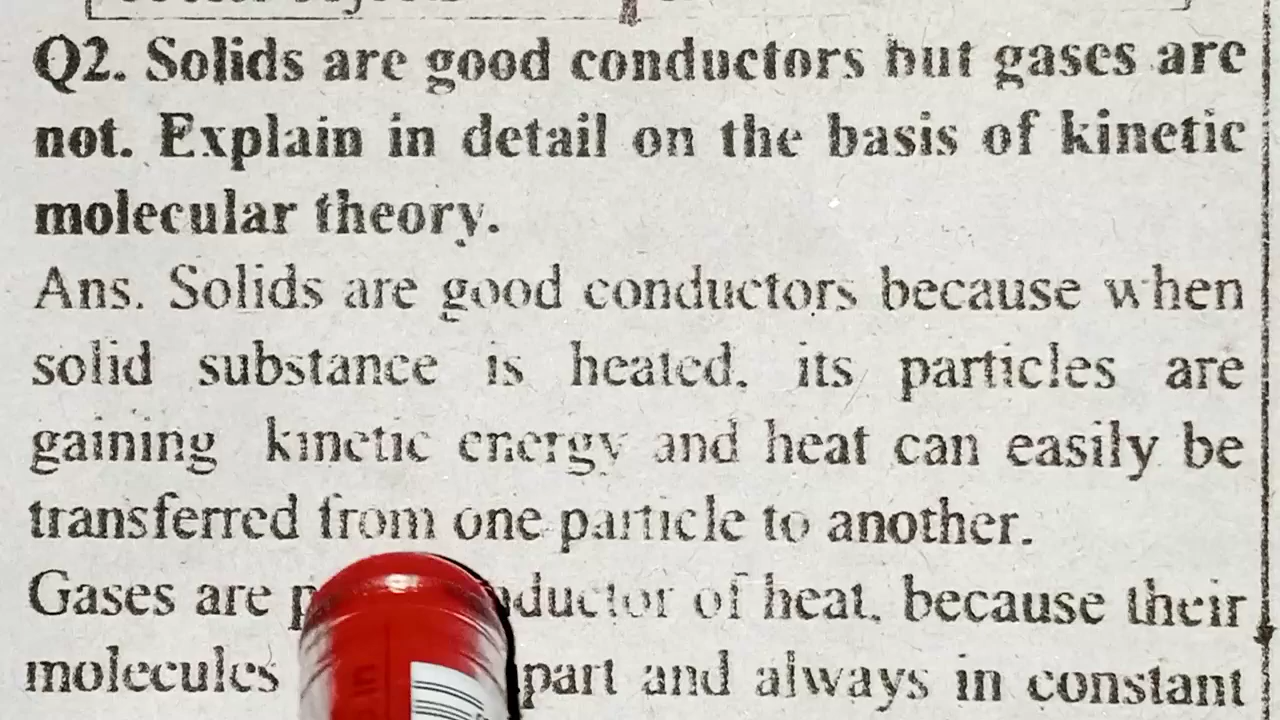 Q2. Solids are good conductors but gases are
not. Explain in detail on the basis of kinetic
molecular theory.
Ans. Solids are good conductors because when
solid substance is heated, its particles are
gaining kinetic energy and heat can easily be
transferred from one particle to another.
Gases are of heat, because their
molecules and always in constant